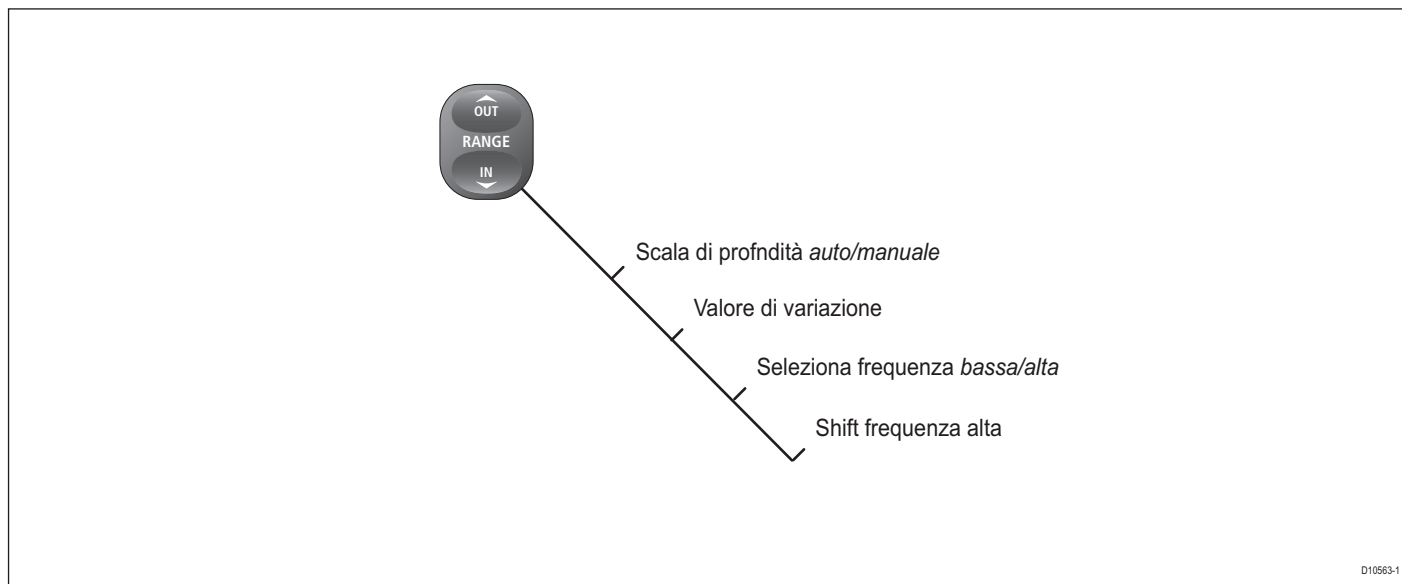 OUT
RANGE
IN
Scala di profndità auto/manuale
Valore di variazione
Seleziona frequenza bassa/alta
Shift frequenza alta
D10563-1